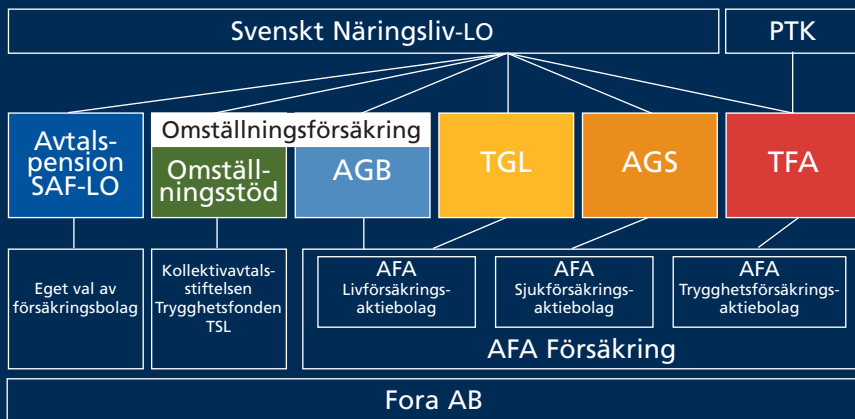 Svenskt Näringsliv-LO
PTK
Avtals-
pension
SAF-LO
Omställningsförsäkring
Omställ-
ningsstöd
AGB
TGL
AGS
TFA
Eget val av
försäkringsbolag
Kollektivavtals-
stiftelsen
Trygghetsfonden
TSL
AFA
Livförsäkrings-
aktiebolag
AFA
Sjukförsäkrings-
aktiebolag
AFA
Trygghetsförsäkrings-
aktiebolag
AFA Försäkring
Fora AB